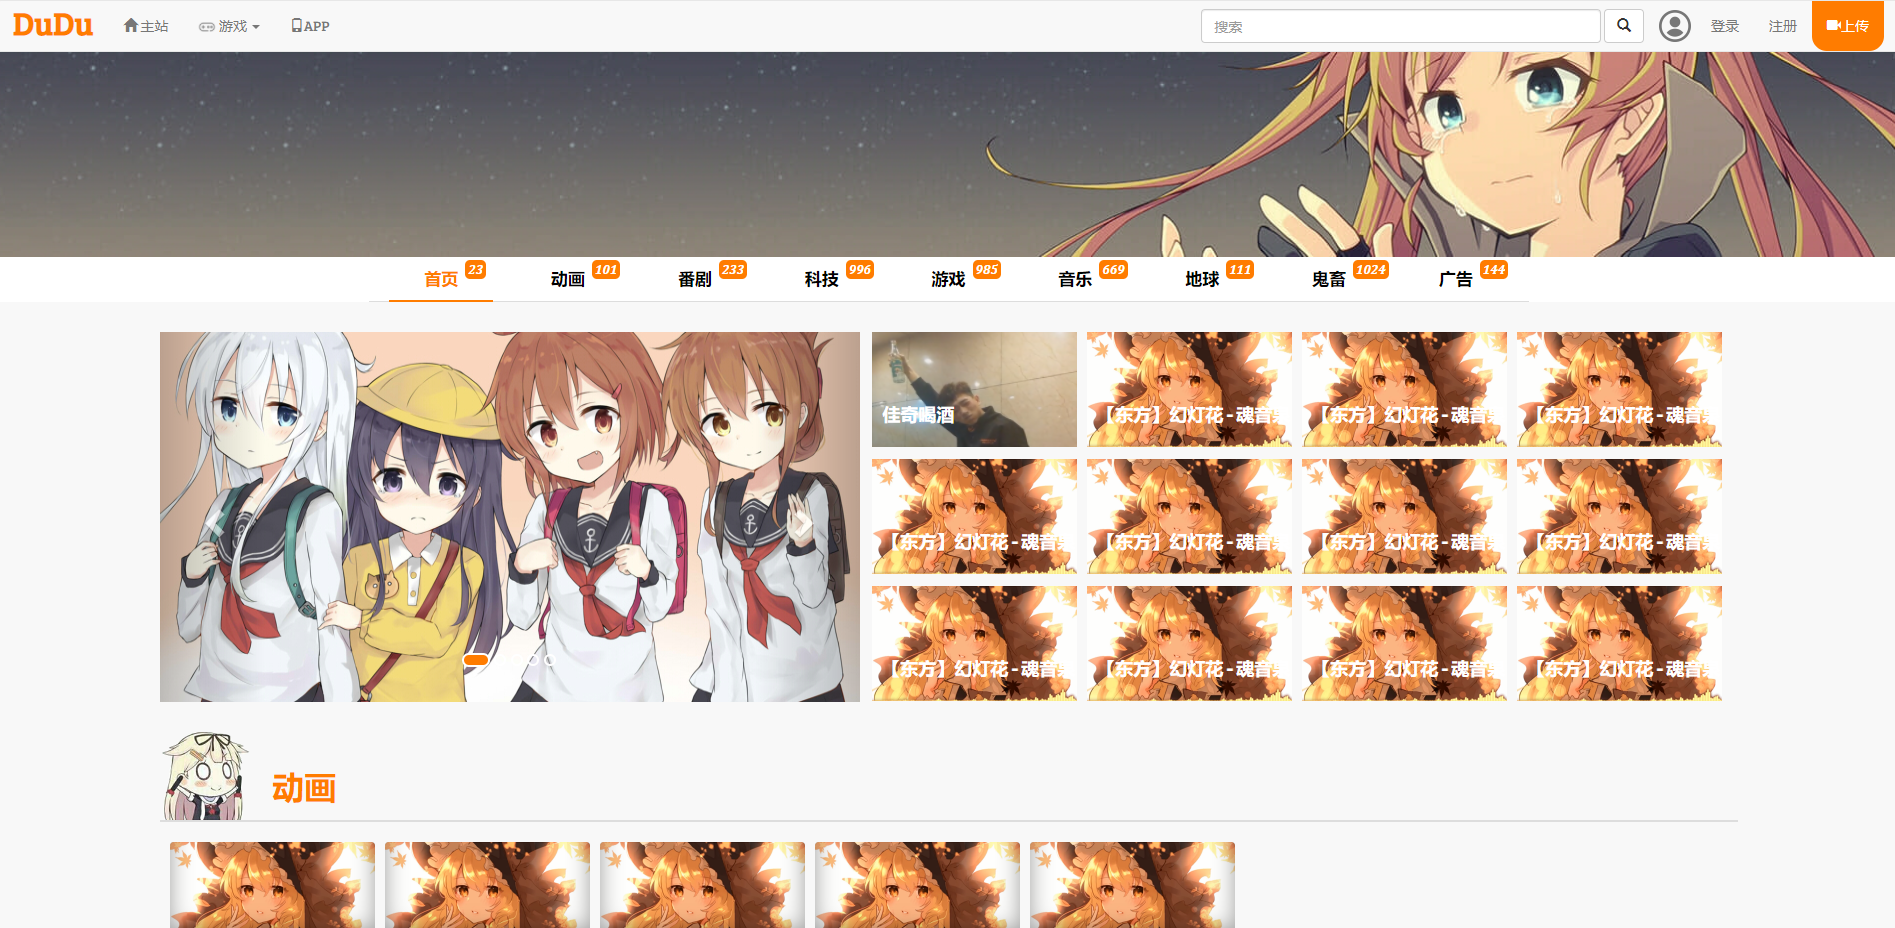 DuDu 主站 游戏 APP 搜索 登录 注册 上传
首页 23 动画 101 番剧 233 科技 996 游戏 985 音乐 669 地球 111 鬼畜 1024 广告 144
佳奇喝酒 【东方】幻灯花-魂音 【东方】幻灯花-魂音 【东方】幻灯花-魂音
【东方】幻灯花-魂音 【东方】幻灯花-魂音 【东方】幻灯花-魂音 【东方】幻灯花-魂音
【东方】幻灯花-魂音 【东方】幻灯花-魂音 【东方】幻灯花-魂音 【东方】幻灯花-魂音
动画